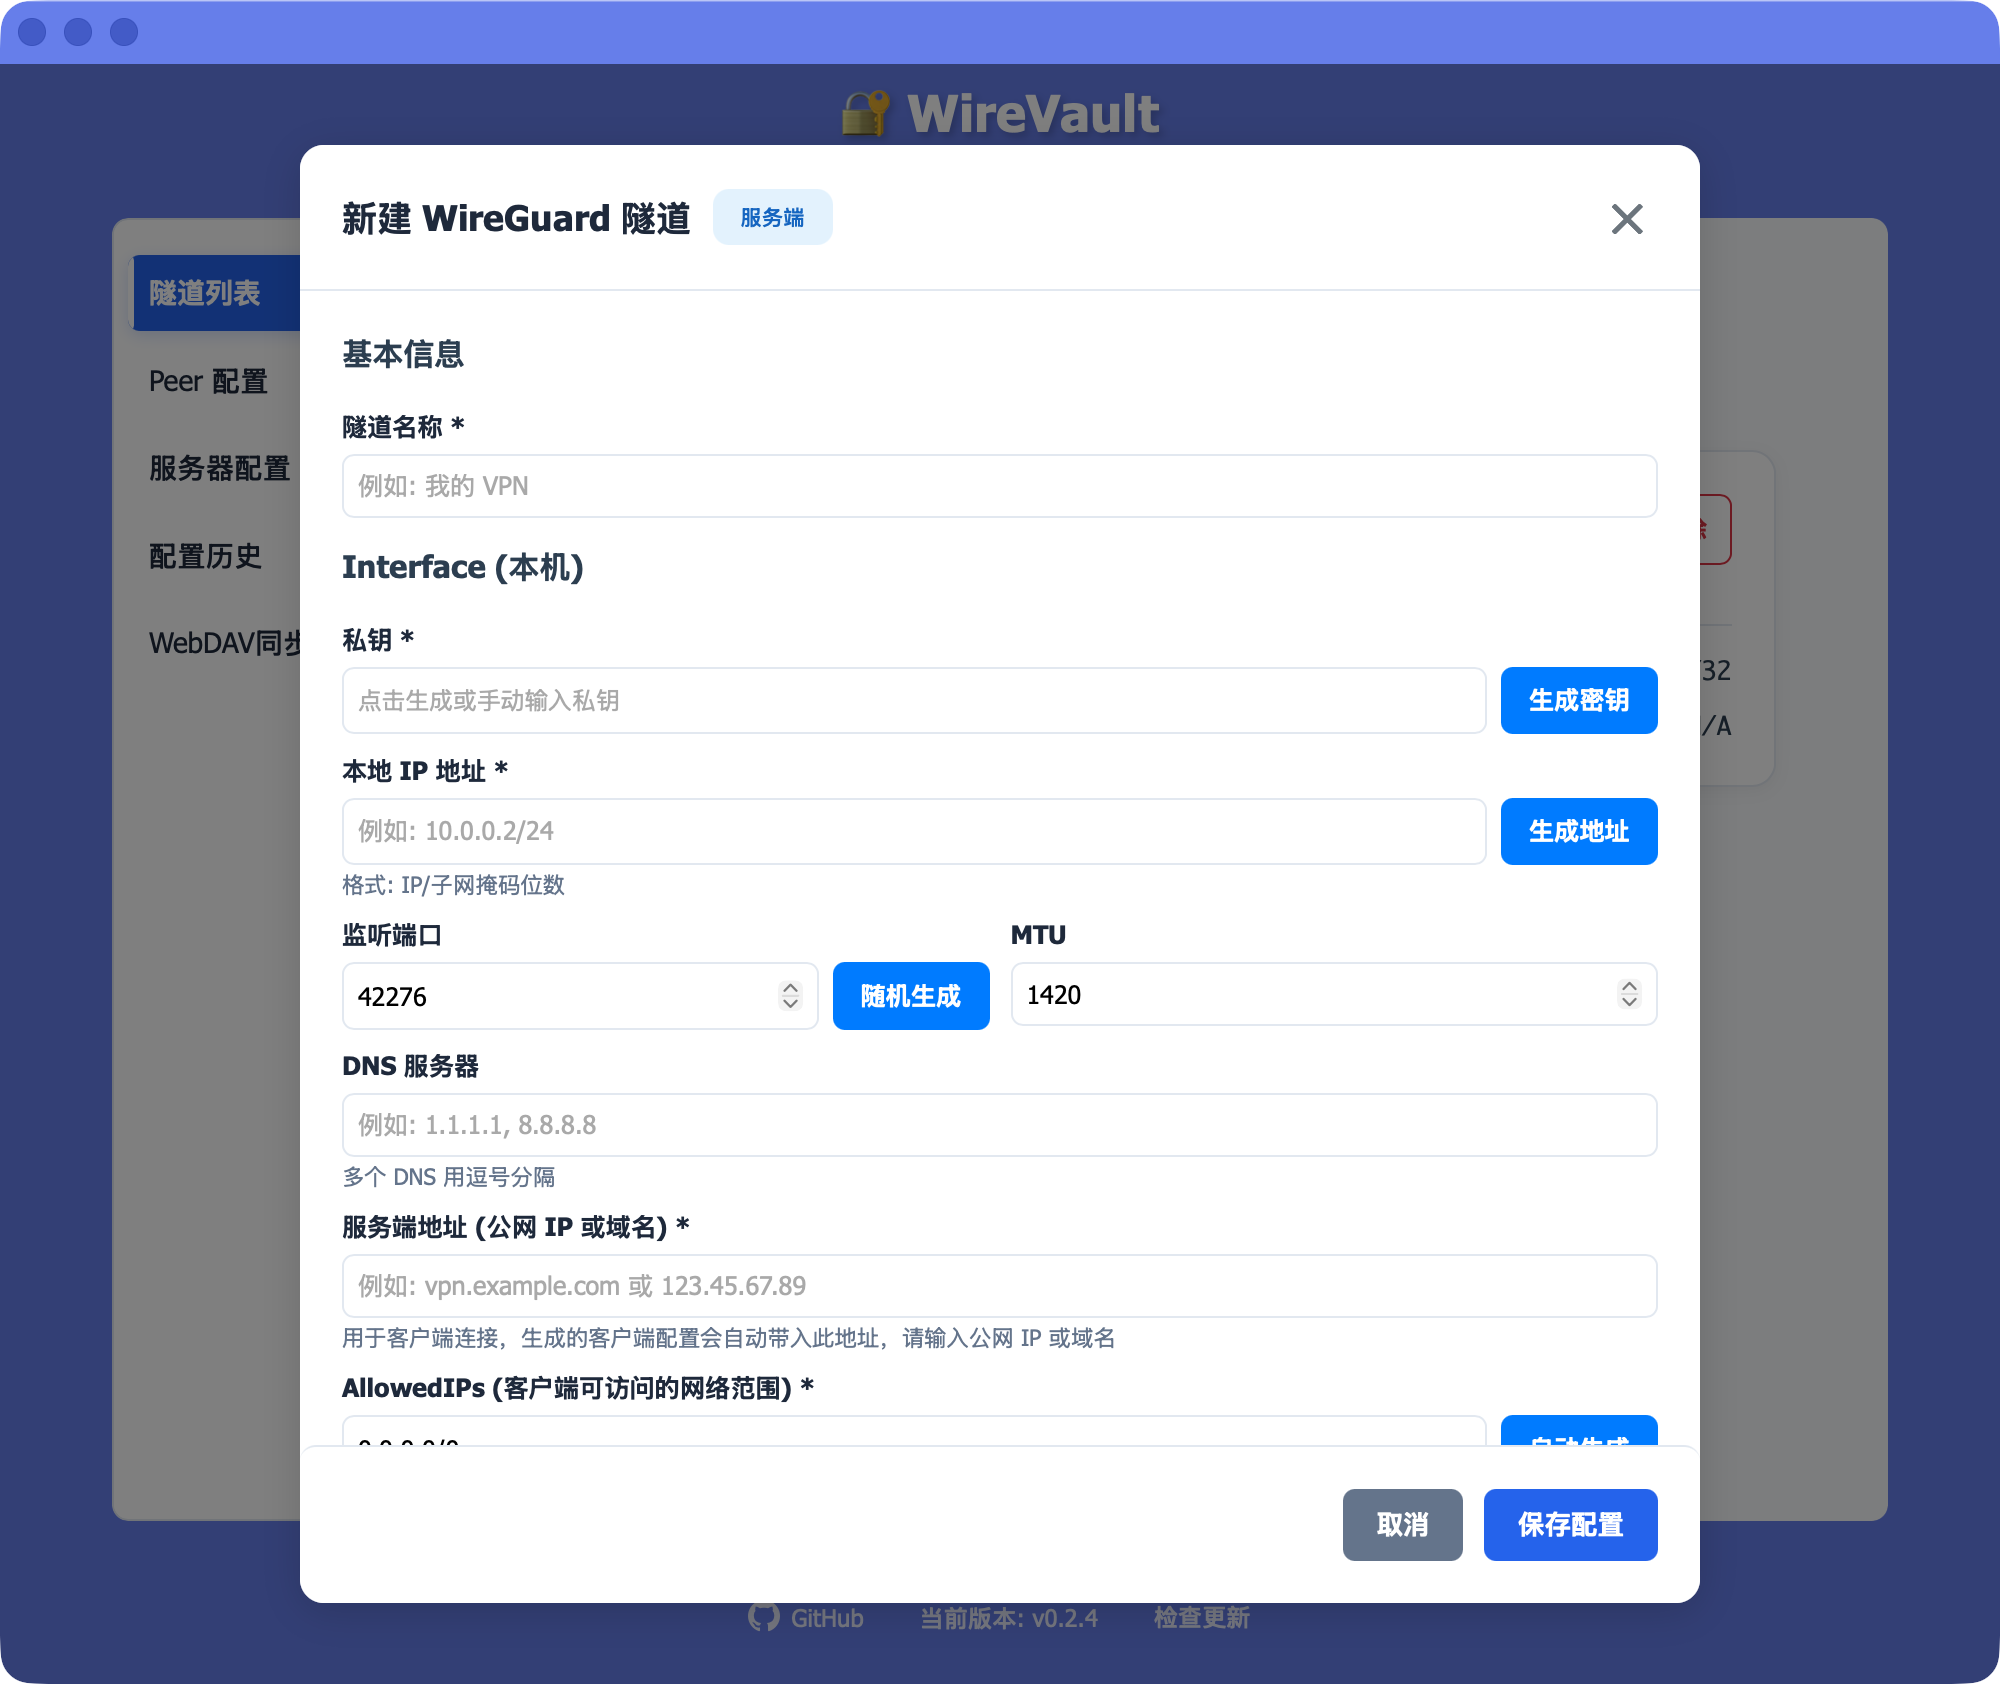 WireVault
新建 WireGuard 隧道
服务端
隧道列表
Peer 配置
服务器配置
配置历史
WebDAV同步
基本信息
隧道名称 *
例如: 我的 VPN
Interface (本机)
私钥 *
点击生成或手动输入私钥
生成密钥
本地 IP 地址 *
例如: 10.0.0.2/24
生成地址
格式: IP/子网掩码位数
监听端口
42276
随机生成
MTU
1420
DNS 服务器
例如: 1.1.1.1, 8.8.8.8
多个 DNS 用逗号分隔
服务端地址 (公网 IP 或域名) *
例如: vpn.example.com 或 123.45.67.89
用于客户端连接，生成的客户端配置会自动带入此地址，请输入公网 IP 或域名
AllowedIPs (客户端可访问的网络范围) *
0.0.0.0/0
自动生成
/32
/A
取消
保存配置
GitHub
当前版本: v0.2.4
检查更新